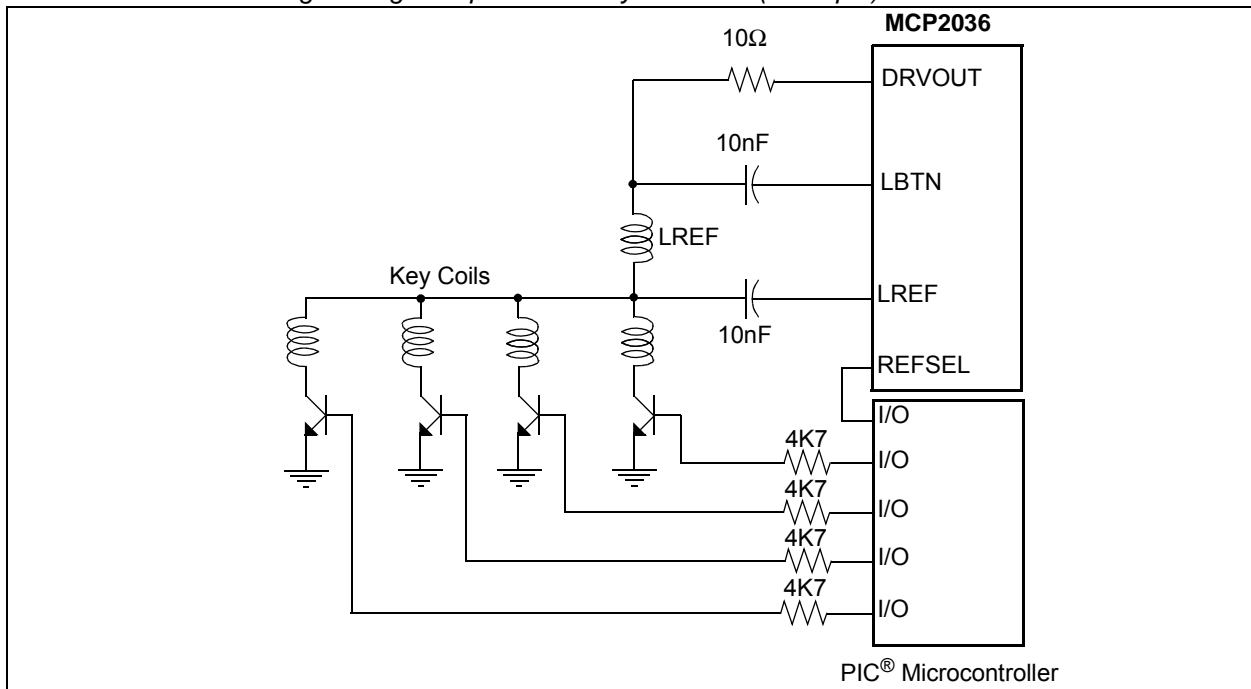 MCP2036
10Ω
DRVOUT
10nF
LBTN
LREF
Key Coils
LREF
10nF
REFSEL
I/O
4K7
I/O
4K7
I/O
4K7
I/O
4K7
I/O
PIC® Microcontroller